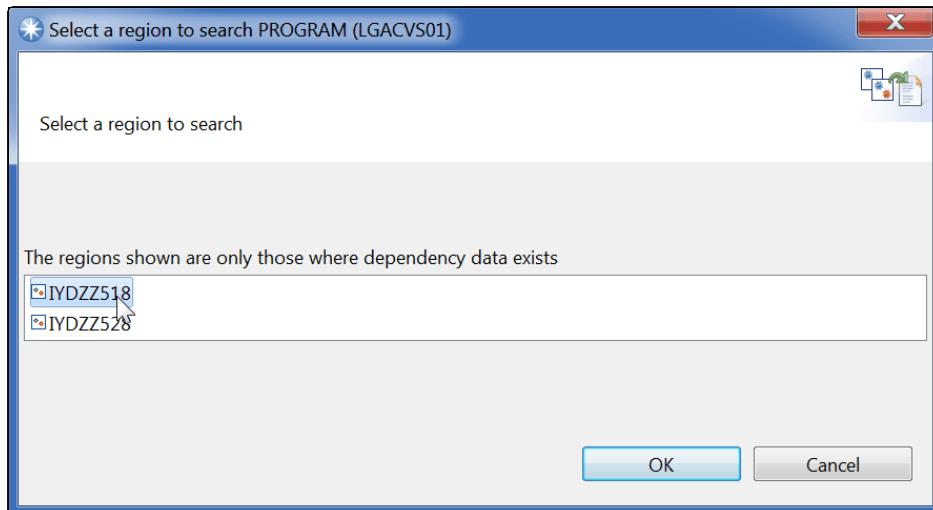 Select a region to search PROGRAM (LGACVS01)
Select a region to search
The regions shown are only those where dependency data exists
IYDZZ518
IYDZZ528
OK
Cancel